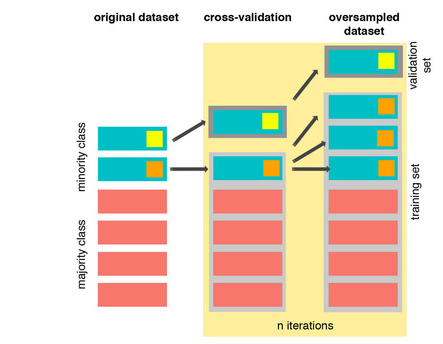 original dataset
cross-validation
oversampled
dataset
validation
set
minority class
training set
majority class
n iterations